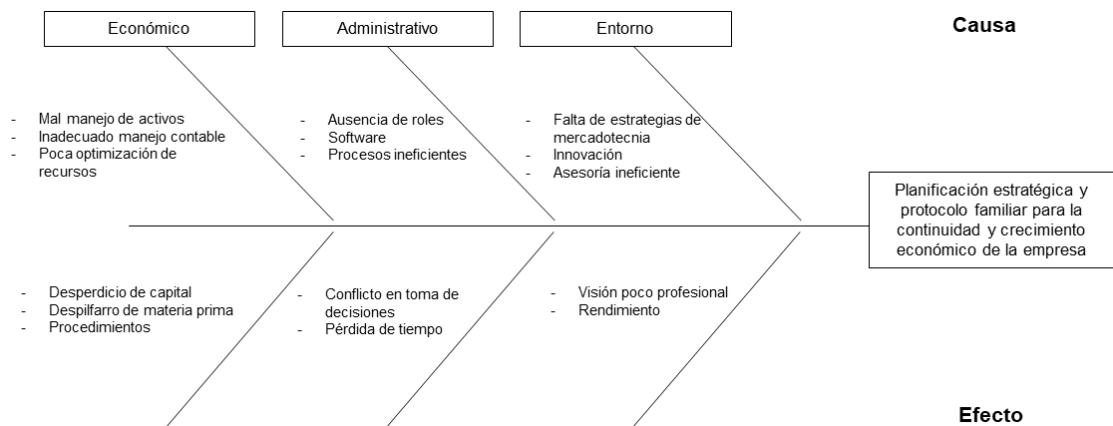 Económico
Administrativo
Entorno
Causa
- Mal manejo de activos
- Inadecuado manejo contable
- Poca optimización de
recursos
- Ausencia de roles
- Software
- Procesos ineficientes
- Falta de estrategias de
mercadotecnia
- Innovación
- Asesoría ineficiente
Planificación estratégica y
protocolo familiar para la
continuidad y crecimiento
económico de la empresa
- Desperdicio de capital
- Despilfarro de materia prima
- Procedimientos
- Conflicto en toma de
decisiones
- Pérdida de tiempo
- Visión poco profesional
- Rendimiento
Efecto